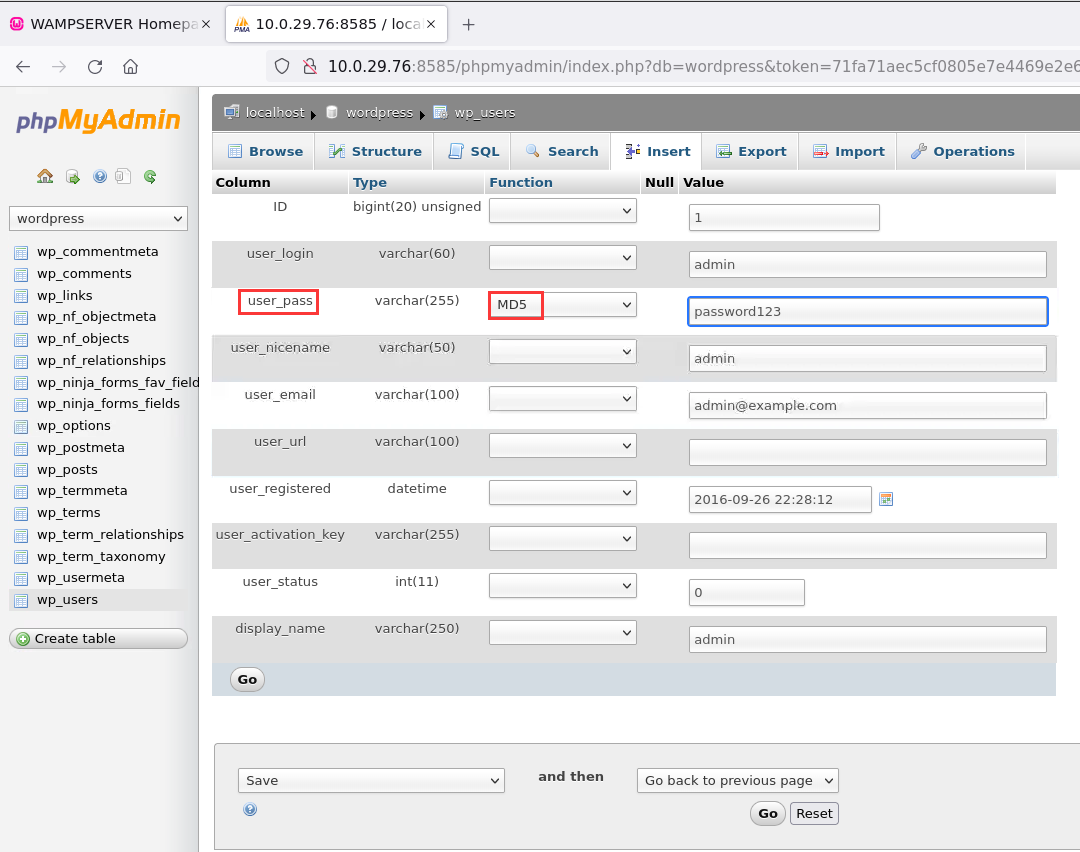 WAMPSERVER Homepa
10.0.29.76:8585 / loca
10.0.29.76:8585/phpmyadmin/index.php?db=wordpress&token=71fa71aec5cf0805e7e4469e2e6
phpMyAdmin
wordpress
wp_commentmeta
wp_comments
wp_links
wp_nf_objectmeta
wp_nf_objects
wp_nf_relationships
wp_ninja_forms_fav_field
wp_ninja_forms_fields
wp_options
wp_postmeta
wp_posts
wp_termmeta
wp_terms
wp_term_relationships
wp_term_taxonomy
wp_usermeta
wp_users
Create table
localhost wordpress wp_users
Browse Structure SQL Search Insert Export Import Operations
Column Type Function Null Value
ID bigint(20) unsigned 1
user_login varchar(60) admin
user_pass varchar(255) MD5 password123
user_nicename varchar(50) admin
user_email varchar(100) admin@example.com
user_url varchar(100)
user_registered datetime 2016-09-26 22:28:12
user_activation_key varchar(255)
user_status int(11) 0
display_name varchar(250) admin
Go
Save and then Go back to previous page
Go Reset